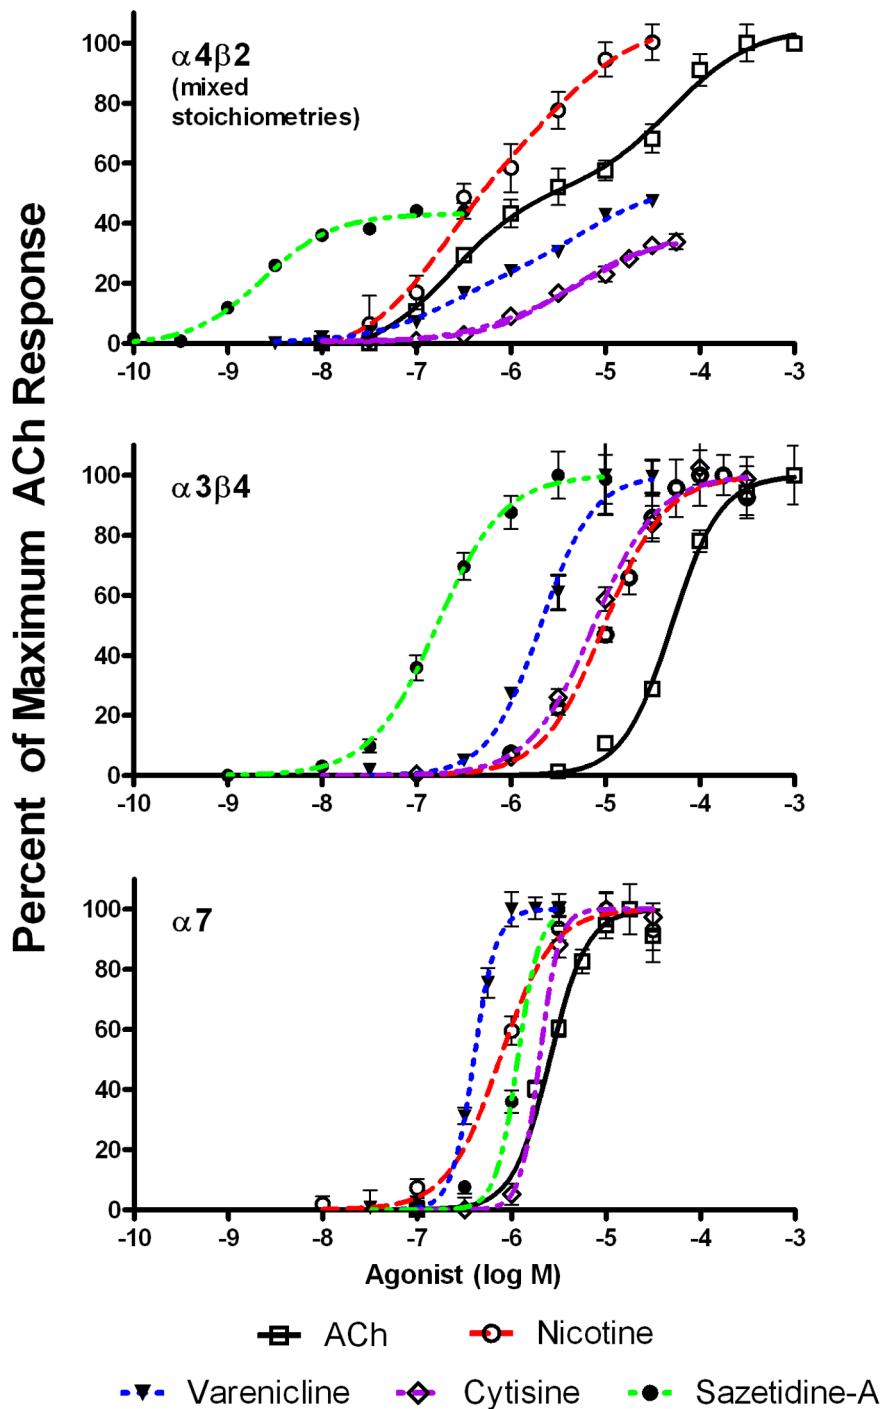 Percent of Maximum ACh Response
α4β2
(mixed
stoichiometries)
100
80
60
40
20
0
-10 -9 -8 -7 -6 -5 -4 -3
α3β4
100
80
60
40
20
0
-10 -9 -8 -7 -6 -5 -4 -3
α7
100
80
60
40
20
0
-10 -9 -8 -7 -6 -5 -4 -3
Agonist (log M)
ACh Nicotine
Varenicline Cytisine Sazetidine-A